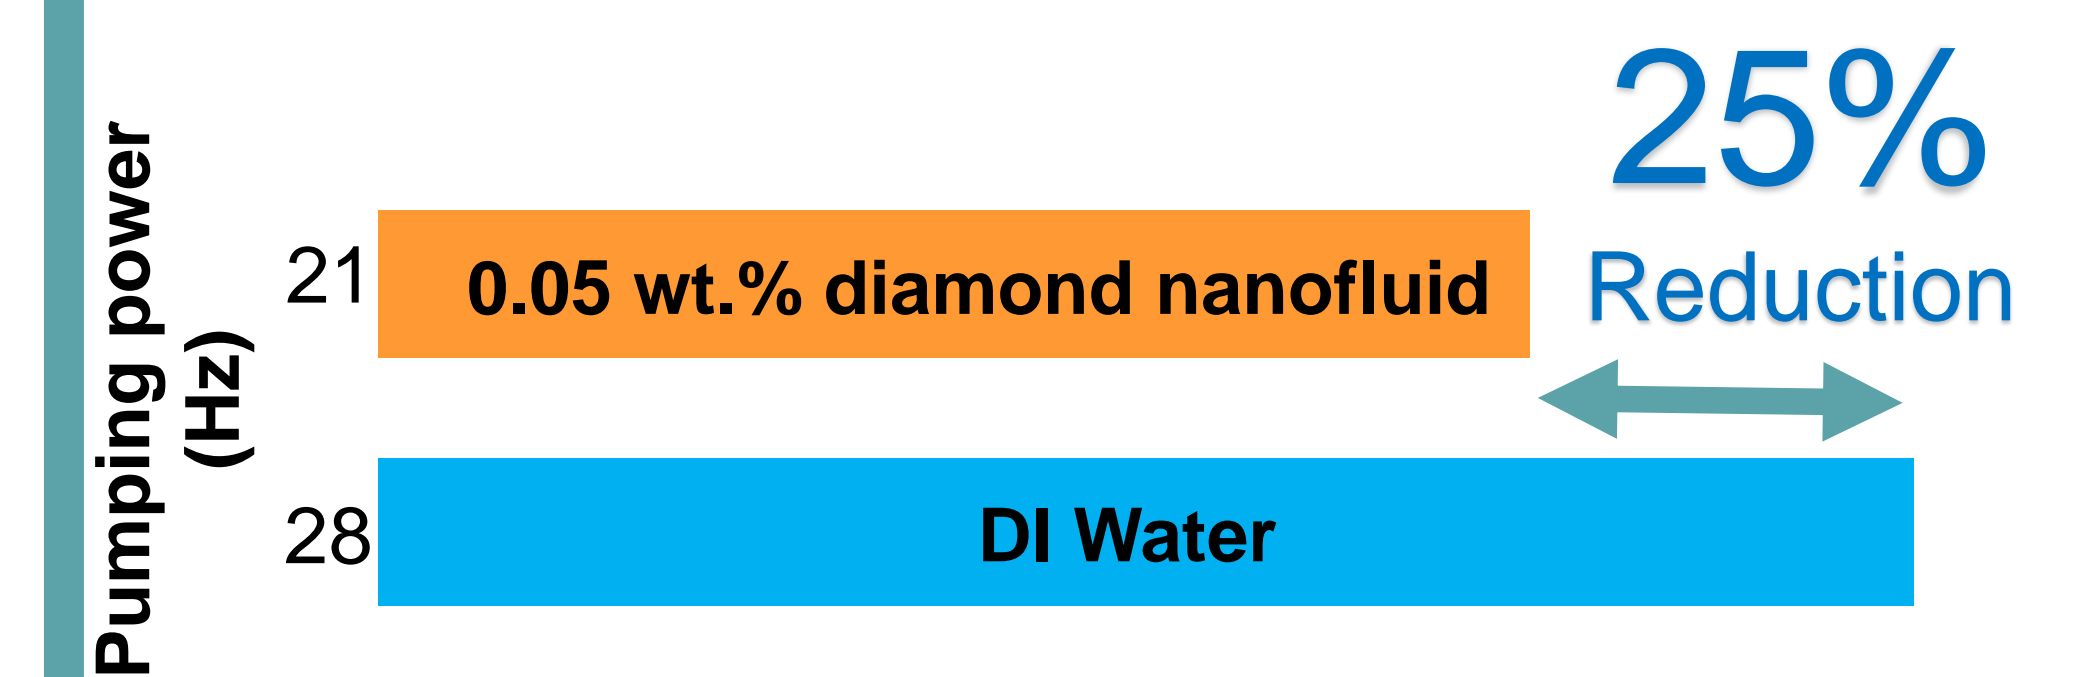 Pumping power
(Hz)
21
0.05 wt.% diamond nanofluid
25%
Reduction
28
DI Water